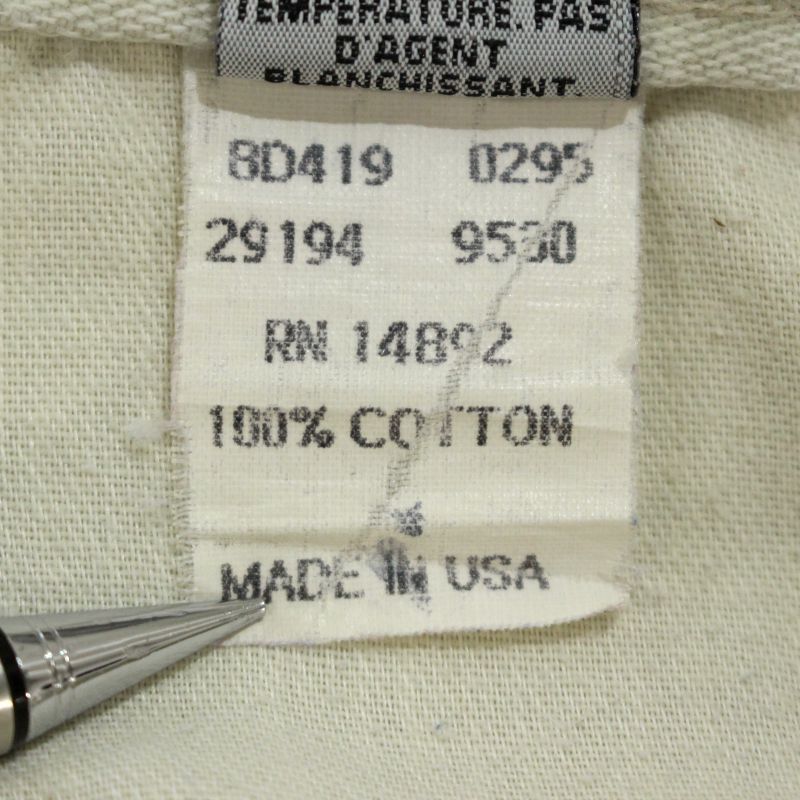 TEMPERATURE. PAS
D'AGENT
BLANCHISSANT.
8D419 0295
29194 9530
RN 14892
100% COTTON
MADE IN USA